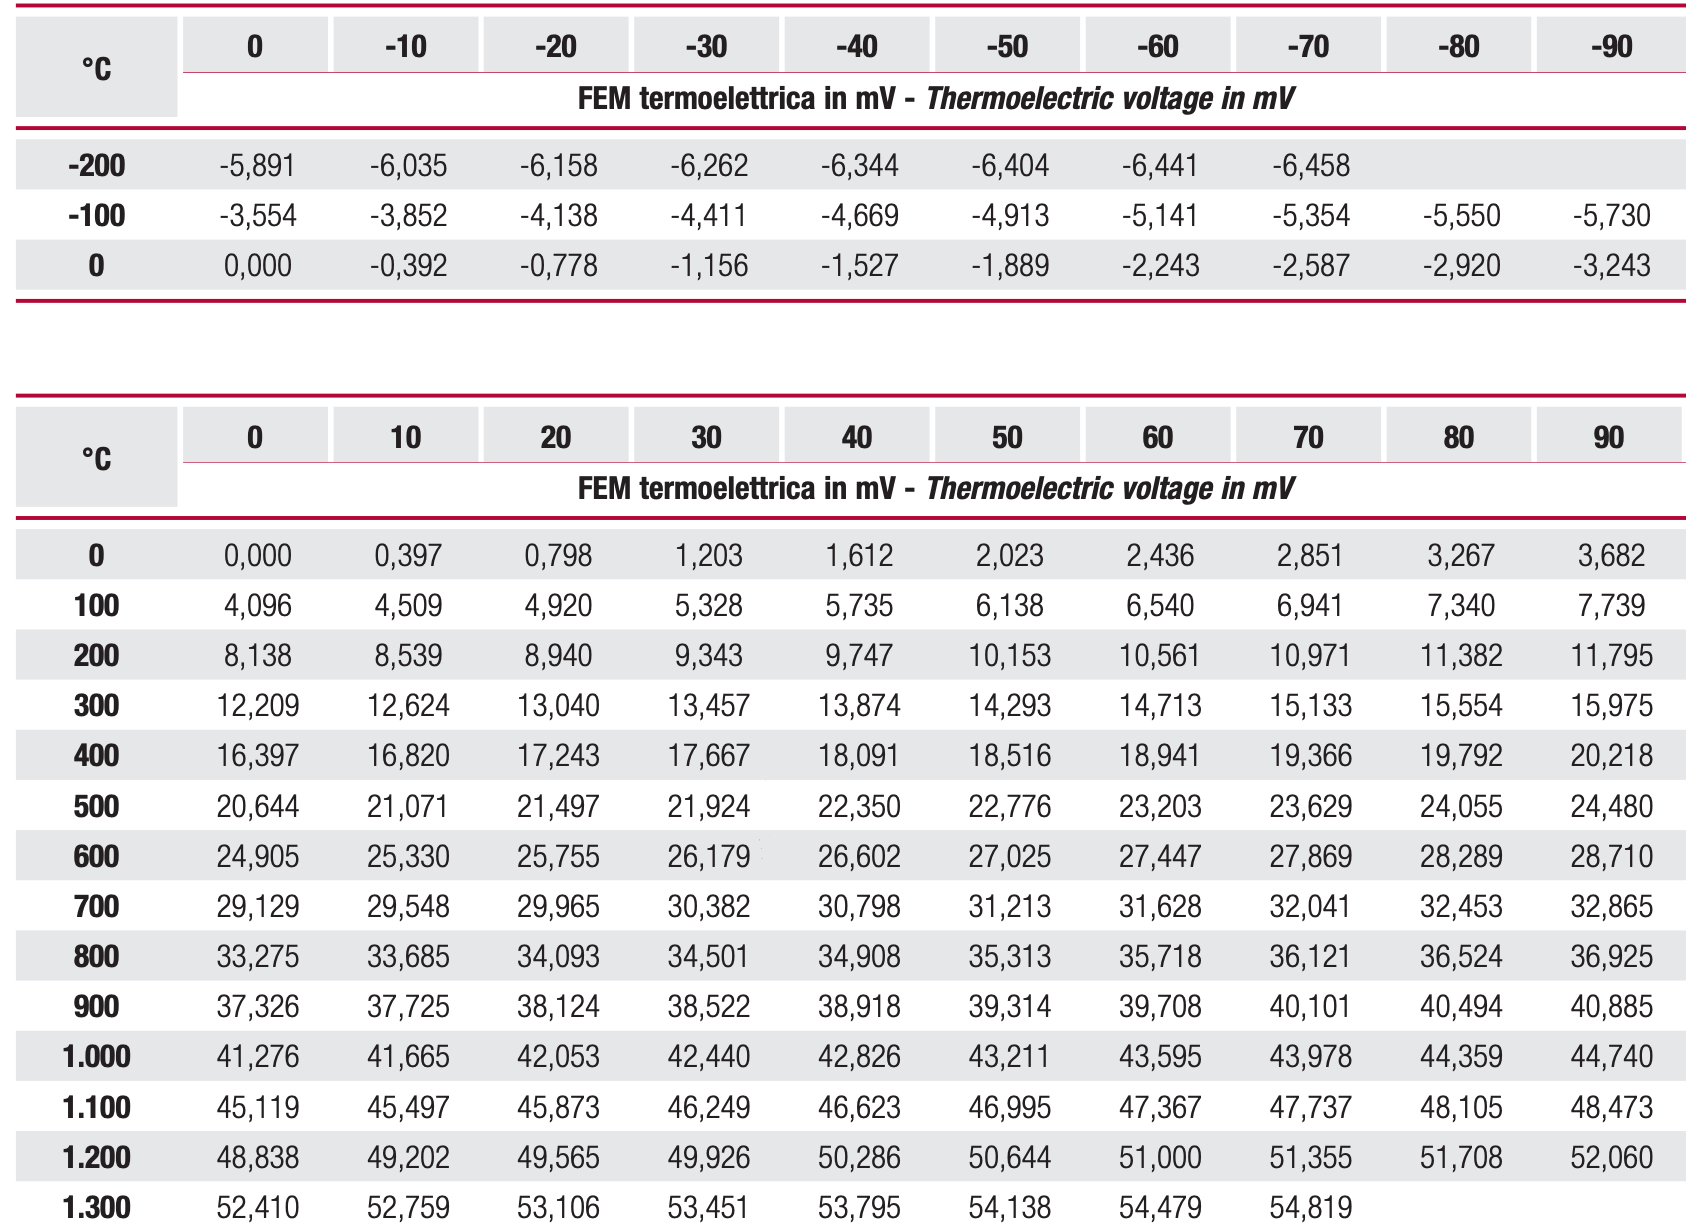 °C 0 -10 -20 -30 -40 -50 -60 -70 -80 -90
FEM termoelettrica in mV - Thermoelectric voltage in mV
-200 -5,891 -6,035 -6,158 -6,262 -6,344 -6,404 -6,441 -6,458
-100 -3,554 -3,852 -4,138 -4,411 -4,669 -4,913 -5,141 -5,354 -5,550 -5,730
0 0,000 -0,392 -0,778 -1,156 -1,527 -1,889 -2,243 -2,587 -2,920 -3,243
°C 0 10 20 30 40 50 60 70 80 90
FEM termoelettrica in mV - Thermoelectric voltage in mV
0 0,000 0,397 0,798 1,203 1,612 2,023 2,436 2,851 3,267 3,682
100 4,096 4,509 4,920 5,328 5,735 6,138 6,540 6,941 7,340 7,739
200 8,138 8,539 8,940 9,343 9,747 10,153 10,561 10,971 11,382 11,795
300 12,209 12,624 13,040 13,457 13,874 14,293 14,713 15,133 15,554 15,975
400 16,397 16,820 17,243 17,667 18,091 18,516 18,941 19,366 19,792 20,218
500 20,644 21,071 21,497 21,924 22,350 22,776 23,203 23,629 24,055 24,480
600 24,905 25,330 25,755 26,179 26,602 27,025 27,447 27,869 28,289 28,710
700 29,129 29,548 29,965 30,382 30,798 31,213 31,628 32,041 32,453 32,865
800 33,275 33,685 34,093 34,501 34,908 35,313 35,718 36,121 36,524 36,925
900 37,326 37,725 38,124 38,522 38,918 39,314 39,708 40,101 40,494 40,885
1.000 41,276 41,665 42,053 42,440 42,826 43,211 43,595 43,978 44,359 44,740
1.100 45,119 45,497 45,873 46,249 46,623 46,995 47,367 47,737 48,105 48,473
1.200 48,838 49,202 49,565 49,926 50,286 50,644 51,000 51,355 51,708 52,060
1.300 52,410 52,759 53,106 53,451 53,795 54,138 54,479 54,819